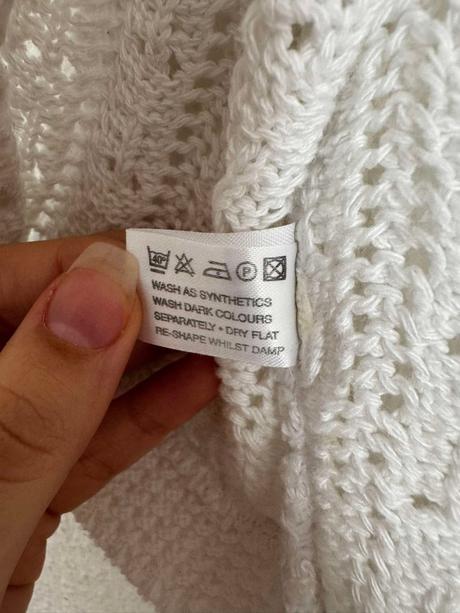 40° P
WASH AS SYNTHETICS
WASH DARK COLOURS
SEPARATELY • DRY FLAT
RE-SHAPE WHILST DAMP